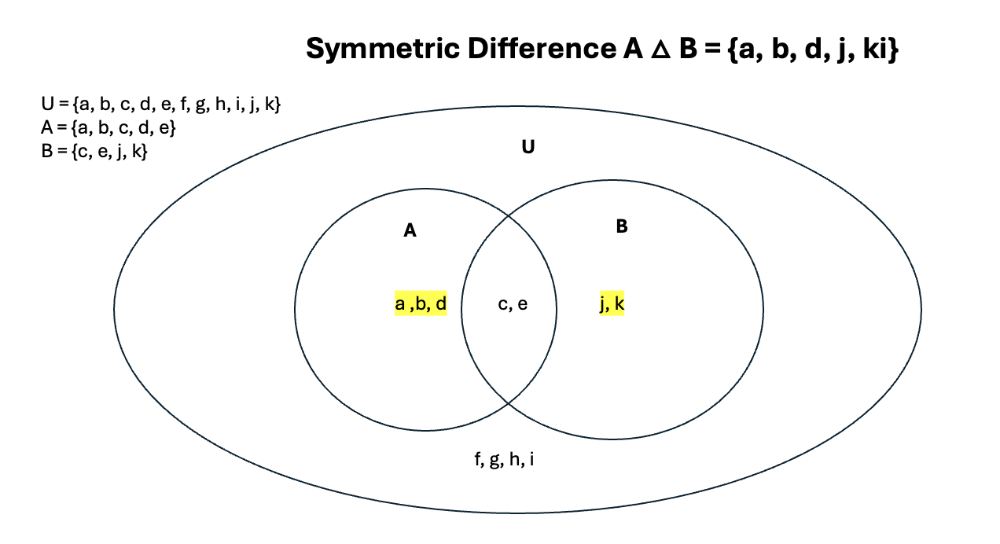 Symmetric Difference A △ B = {a, b, d, j, ki}
U = {a, b, c, d, e, f, g, h, i, j, k}
A = {a, b, c, d, e}
B = {c, e, j, k}
U
A
B
a ,b, d
c, e
j, k
f, g, h, i